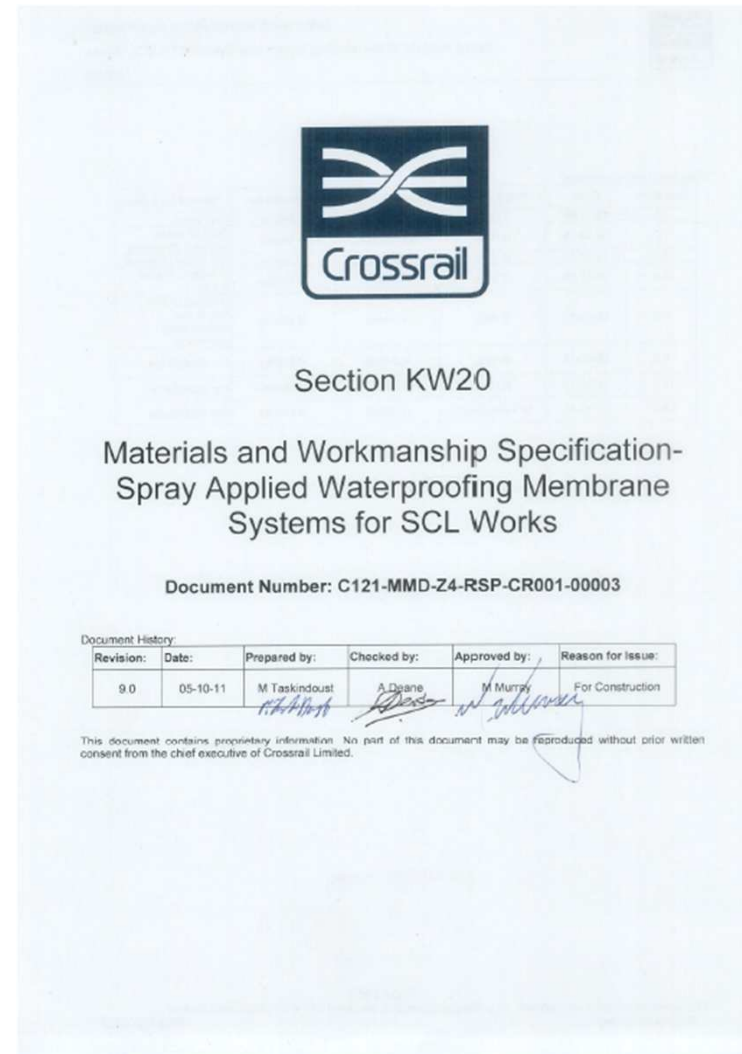 Crossrail
Section KW20
Materials and Workmanship Specification-
Spray Applied Waterproofing Membrane
Systems for SCL Works
Document Number: C121-MMD-Z4-RSP-CR001-00003
Document History:
Revision: Date: Prepared by: Checked by: Approved by: Reason for Issue:
9.0 05-10-11 M Taskindoust A Deane M Murray For Construction
This document contains proprietary information. No part of this document may be reproduced without prior written
consent from the chief executive of Crossrail Limited.